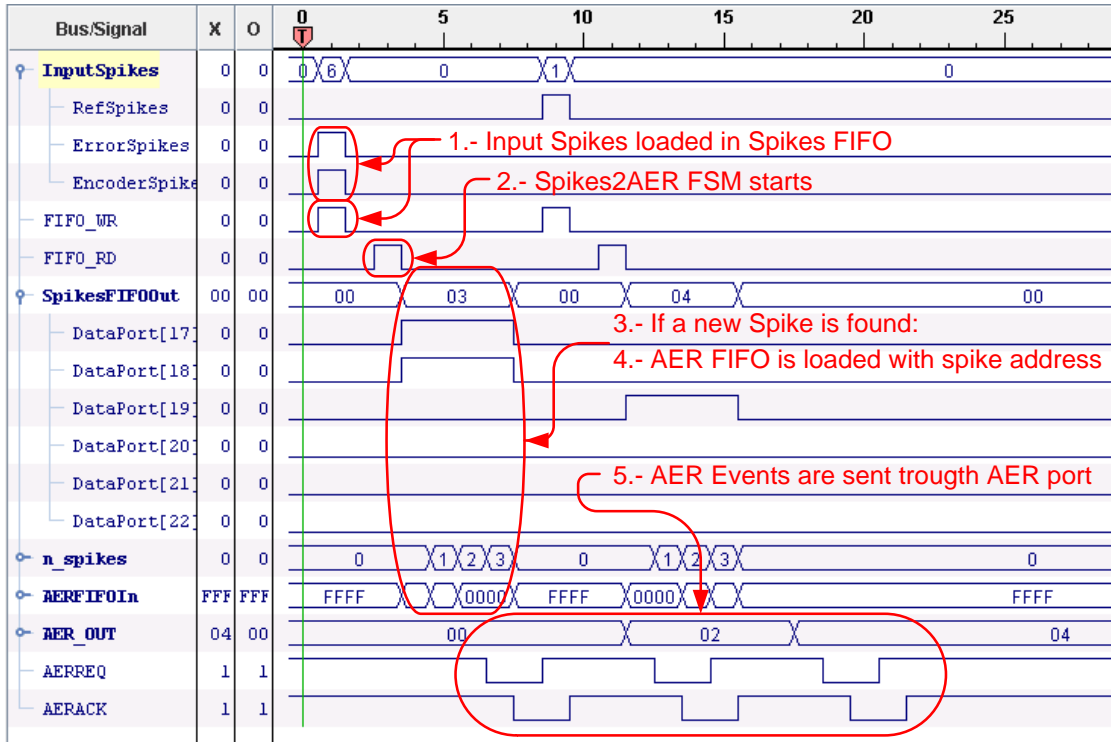 Bus/Signal X O 0 5 10 15 20 25
T
InputSpikes 0 0 0 6 0 1 0
RefSpikes 0 0
ErrorSpikes 0 0 1.- Input Spikes loaded in Spikes FIFO
EncoderSpike 0 0 2.- Spikes2AER FSM starts
FIFO_WR 0 0
FIFO_RD 0 0
SpikesFIFOOut 00 00 00 03 00 04 00
DataPort[17] 0 0 3.- If a new Spike is found:
DataPort[18] 0 0 4.- AER FIFO is loaded with spike address
DataPort[19] 0 0
DataPort[20] 0 0
DataPort[21] 0 0 5.- AER Events are sent trougth AER port
DataPort[22] 0 0
n_spikes 0 0 0 1 2 3 0 1 2 3 0
AERFIFOIn FFF FFF FFFF 0000 FFFF 0000 FFFF
AER_OUT 04 00 00 02 04
AERREQ 1 1
AERACK 1 1